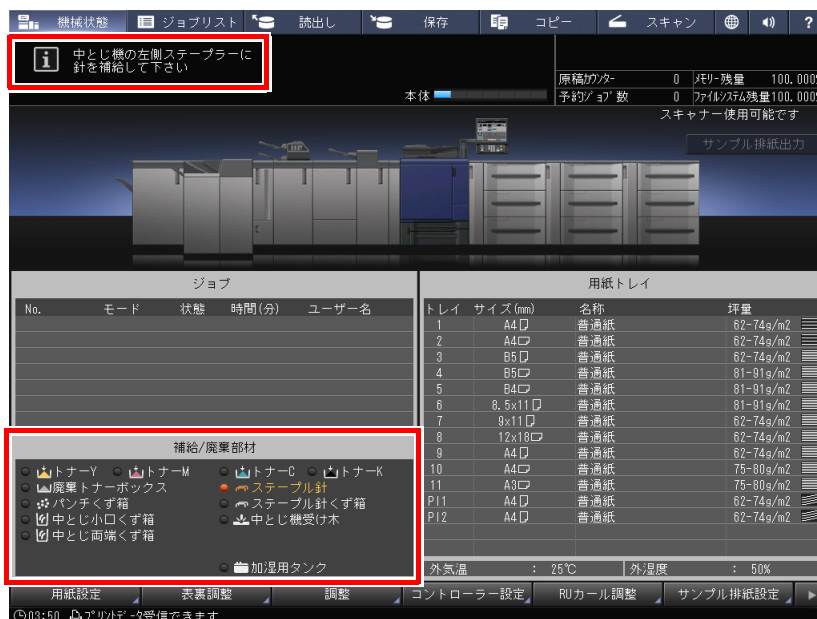 機械状態 ジョブリスト 読出し 保存 コピー スキャン ?
中とじ機の左側ステープラーに
針を補給して下さい
原稿カウンター 0 メモリー残量 100.000%
本体 予約ジョブ数 0 ファイルシステム残量100.000%
スキャナー使用可能です
サンプル排紙出力
ジョブ
No. モード 状態 時間(分) ユーザー名
用紙トレイ
トレイ サイズ(mm) 名称 坪量
1 A4 普通紙 62-74g/m2
2 A4 普通紙 62-74g/m2
3 B5 普通紙 62-74g/m2
4 B5 普通紙 81-91g/m2
5 B4 普通紙 81-91g/m2
6 8.5x11 普通紙 81-91g/m2
7 9x11 普通紙 62-74g/m2
8 12x18 普通紙 62-74g/m2
9 A4 普通紙 62-74g/m2
10 A4 普通紙 75-80g/m2
11 A3 普通紙 75-80g/m2
PI1 A4 普通紙 62-74g/m2
PI2 A4 普通紙 62-74g/m2
補給/廃棄部材
トナーY トナーM トナーC トナーK
廃棄トナーボックス ステープル針
パンチくず箱 ステープル針くず箱
中とじ小口くず箱 中とじ機受け木
中とじ両端くず箱
加湿用タンク
外気温 : 25℃ 外湿度 : 50%
用紙設定 表裏調整 調整 コントローラー設定 RUカール調整 サンプル排紙設定
03:50 プリントデータ受信できます